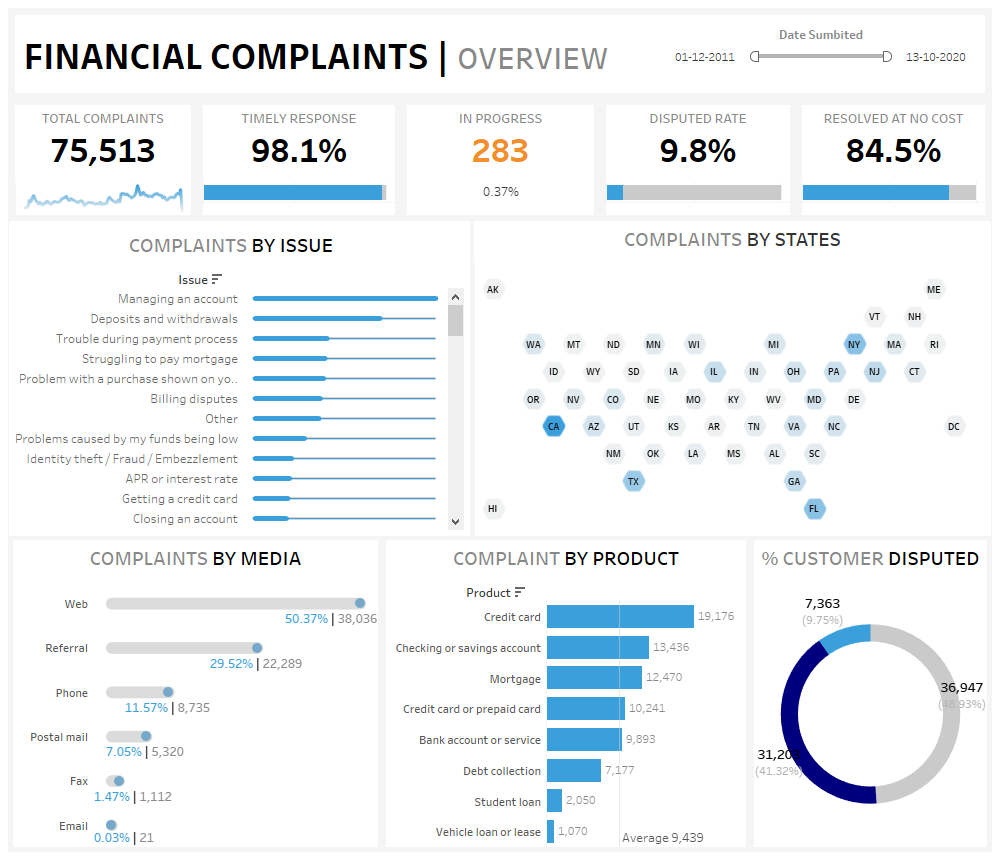 FINANCIAL COMPLAINTS | OVERVIEW
Date Sumbited
01-12-2011 13-10-2020
TOTAL COMPLAINTS
75,513
TIMELY RESPONSE
98.1%
IN PROGRESS
283
0.37%
DISPUTED RATE
9.8%
RESOLVED AT NO COST
84.5%
COMPLAINTS BY ISSUE
Issue
Managing an account
Deposits and withdrawals
Trouble during payment process
Struggling to pay mortgage
Problem with a purchase shown on yo..
Billing disputes
Other
Problems caused by my funds being low
Identity theft / Fraud / Embezzlement
APR or interest rate
Getting a credit card
Closing an account
COMPLAINTS BY STATES
AK ME
VT NH
WA MT ND MN WI MI NY MA RI
ID WY SD IA IL IN OH PA NJ CT
OR NV CO NE MO KY WV MD DE
CA AZ UT KS AR TN VA NC DC
NM OK LA MS AL SC
TX GA
HI FL
COMPLAINTS BY MEDIA
Web
50.37% | 38,036
Referral
29.52% | 22,289
Phone
11.57% | 8,735
Postal mail
7.05% | 5,320
Fax
1.47% | 1,112
Email
0.03% | 21
COMPLAINT BY PRODUCT
Product
Credit card 19,176
Checking or savings account 13,436
Mortgage 12,470
Credit card or prepaid card 10,241
Bank account or service 9,893
Debt collection 7,177
Student loan 2,050
Vehicle loan or lease 1,070
Average 9,439
% CUSTOMER DISPUTED
7,363
(9.75%)
36,947
(48.93%)
(41.32%)